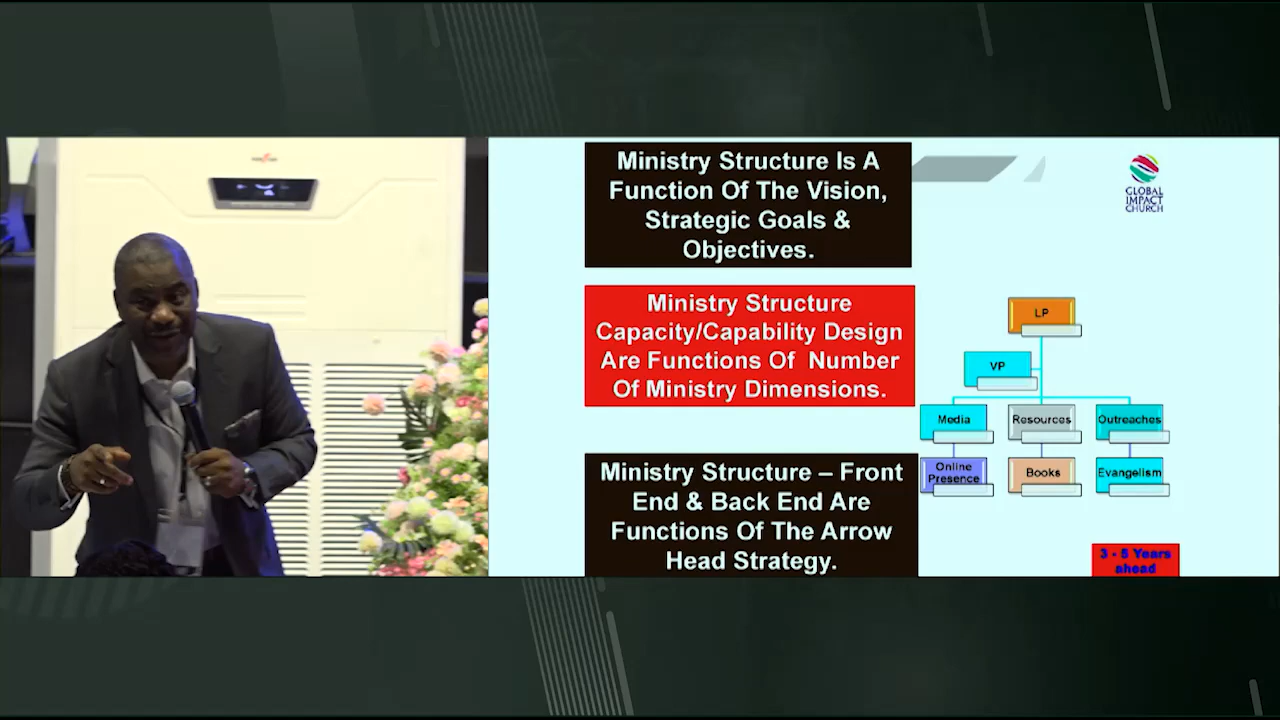 Ministry Structure Is A
Function Of The Vision,
Strategic Goals &
Objectives.
GLOBAL
IMPACT
CHURCH
Ministry Structure
Capacity/Capability Design
Are Functions Of Number
Of Ministry Dimensions.
LP
VP
Media
Resources
Outreaches
Online
Presence
Books
Evangelism
Ministry Structure – Front
End & Back End Are
Functions Of The Arrow
Head Strategy.
3 - 5 Years
ahead